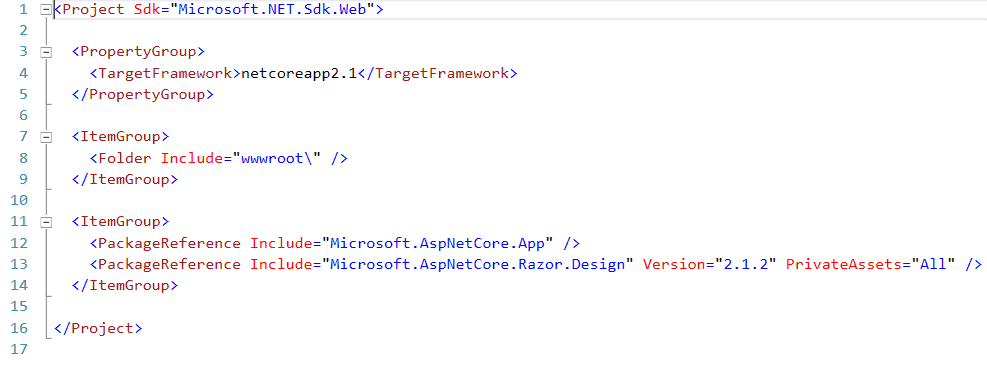 1 <Project Sdk="Microsoft.NET.Sdk.Web">
2
3 <PropertyGroup>
4 <TargetFramework>netcoreapp2.1</TargetFramework>
5 </PropertyGroup>
6
7 <ItemGroup>
8 <Folder Include="wwwroot\" />
9 </ItemGroup>
10
11 <ItemGroup>
12 <PackageReference Include="Microsoft.AspNetCore.App" />
13 <PackageReference Include="Microsoft.AspNetCore.Razor.Design" Version="2.1.2" PrivateAssets="All" />
14 </ItemGroup>
15
16 </Project>
17